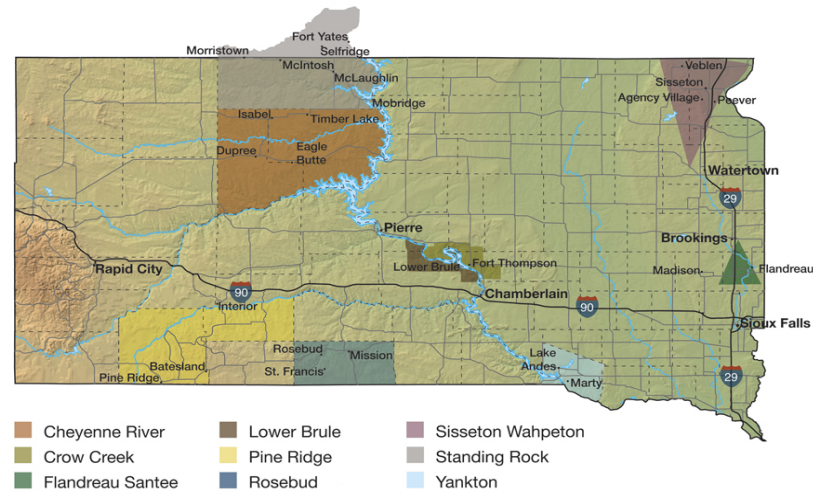 Fort Yates
Morristown
Selfridge
McIntosh
McLaughlin
Mobridge
Isabel
Timber Lake
Dupree
Eagle
Butte
Veblen
Sisseton
Agency Village
Peever
Watertown
29
Pierre
Brookings
Lower Brule
Fort Thompson
Madison
Flandreau
Rapid City
90
Chamberlain
90
Interior
Sioux Falls
Rosebud
Mission
Batesland
St. Francis
Pine Ridge
Lake
Andes
Marty
29
Cheyenne River
Lower Brule
Sisseton Wahpeton
Crow Creek
Pine Ridge
Standing Rock
Flandreau Santee
Rosebud
Yankton